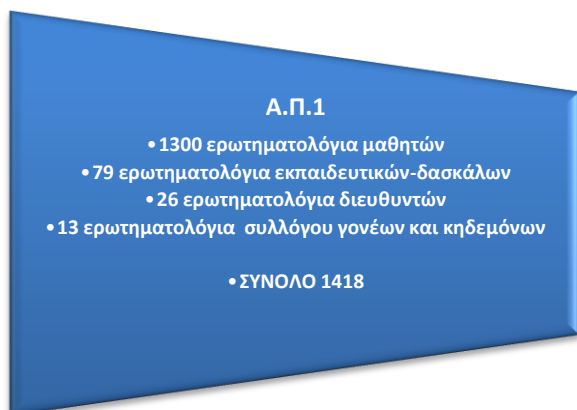 Α.Π.1
•1300 ερωτηματολόγια μαθητών
•79 ερωτηματολόγια εκπαιδευτικών-δασκάλων
•26 ερωτηματολόγια διευθυντών
•13 ερωτηματολόγια συλλόγου γονέων και κηδεμόνων
•ΣΥΝΟΛΟ 1418